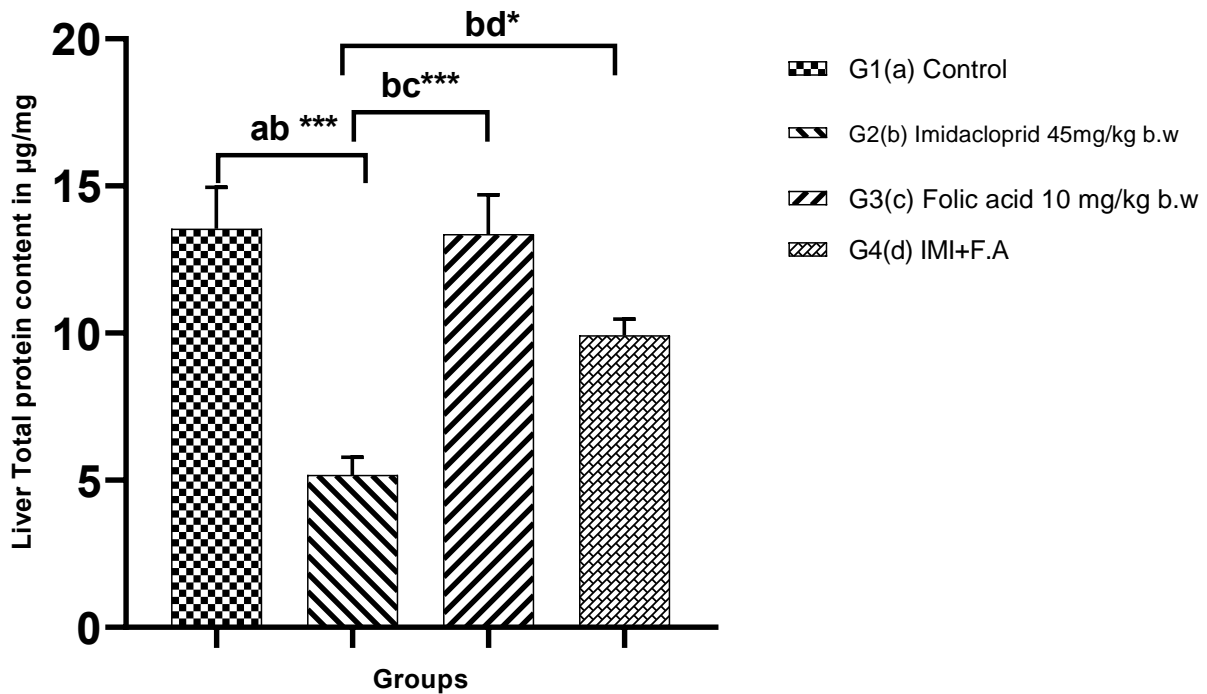 Liver Total protein content in µg/mg
20
15
10
5
0
bd*
bc***
ab ***
Groups
G1(a) Control
G2(b) Imidacloprid 45mg/kg b.w
G3(c) Folic acid 10 mg/kg b.w
G4(d) IMI+F.A